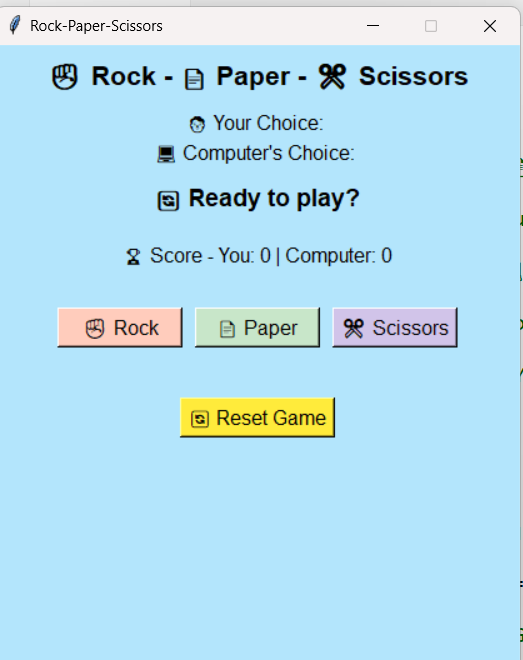 Rock-Paper-Scissors
✊ Rock - 📄 Paper - ✂ Scissors
🧑 Your Choice:
💻 Computer's Choice:
🔄 Ready to play?
🏆 Score - You: 0 | Computer: 0
✊ Rock 📄 Paper ✂ Scissors
🔄 Reset Game